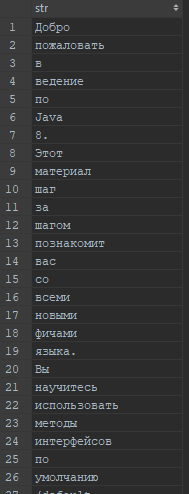 str
1 Добро
2 пожаловать
3 в
4 ведение
5 по
6 Java
7 8.
8 Этот
9 материал
10 шаг
11 за
12 шагом
13 познакомит
14 вас
15 со
16 всеми
17 новыми
18 фичами
19 языка.
20 Вы
21 научитесь
22 использовать
23 методы
24 интерфейсов
25 по
26 умолчанию